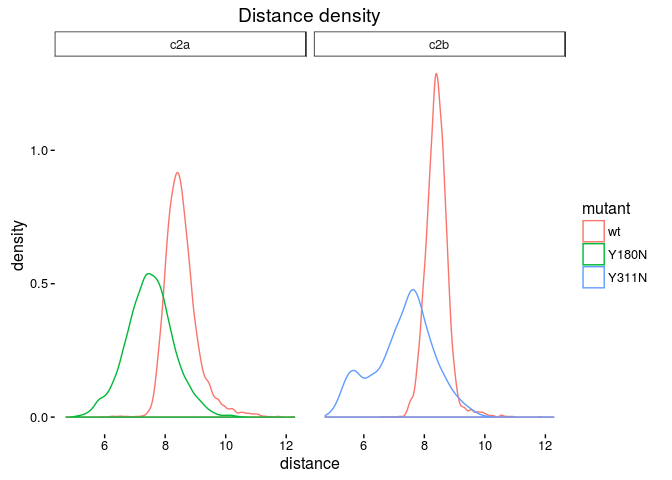 Distance density
c2a c2b
1.0
0.5
0.0
density
6 8 10 12 6 8 10 12
distance
mutant
wt
Y180N
Y311N